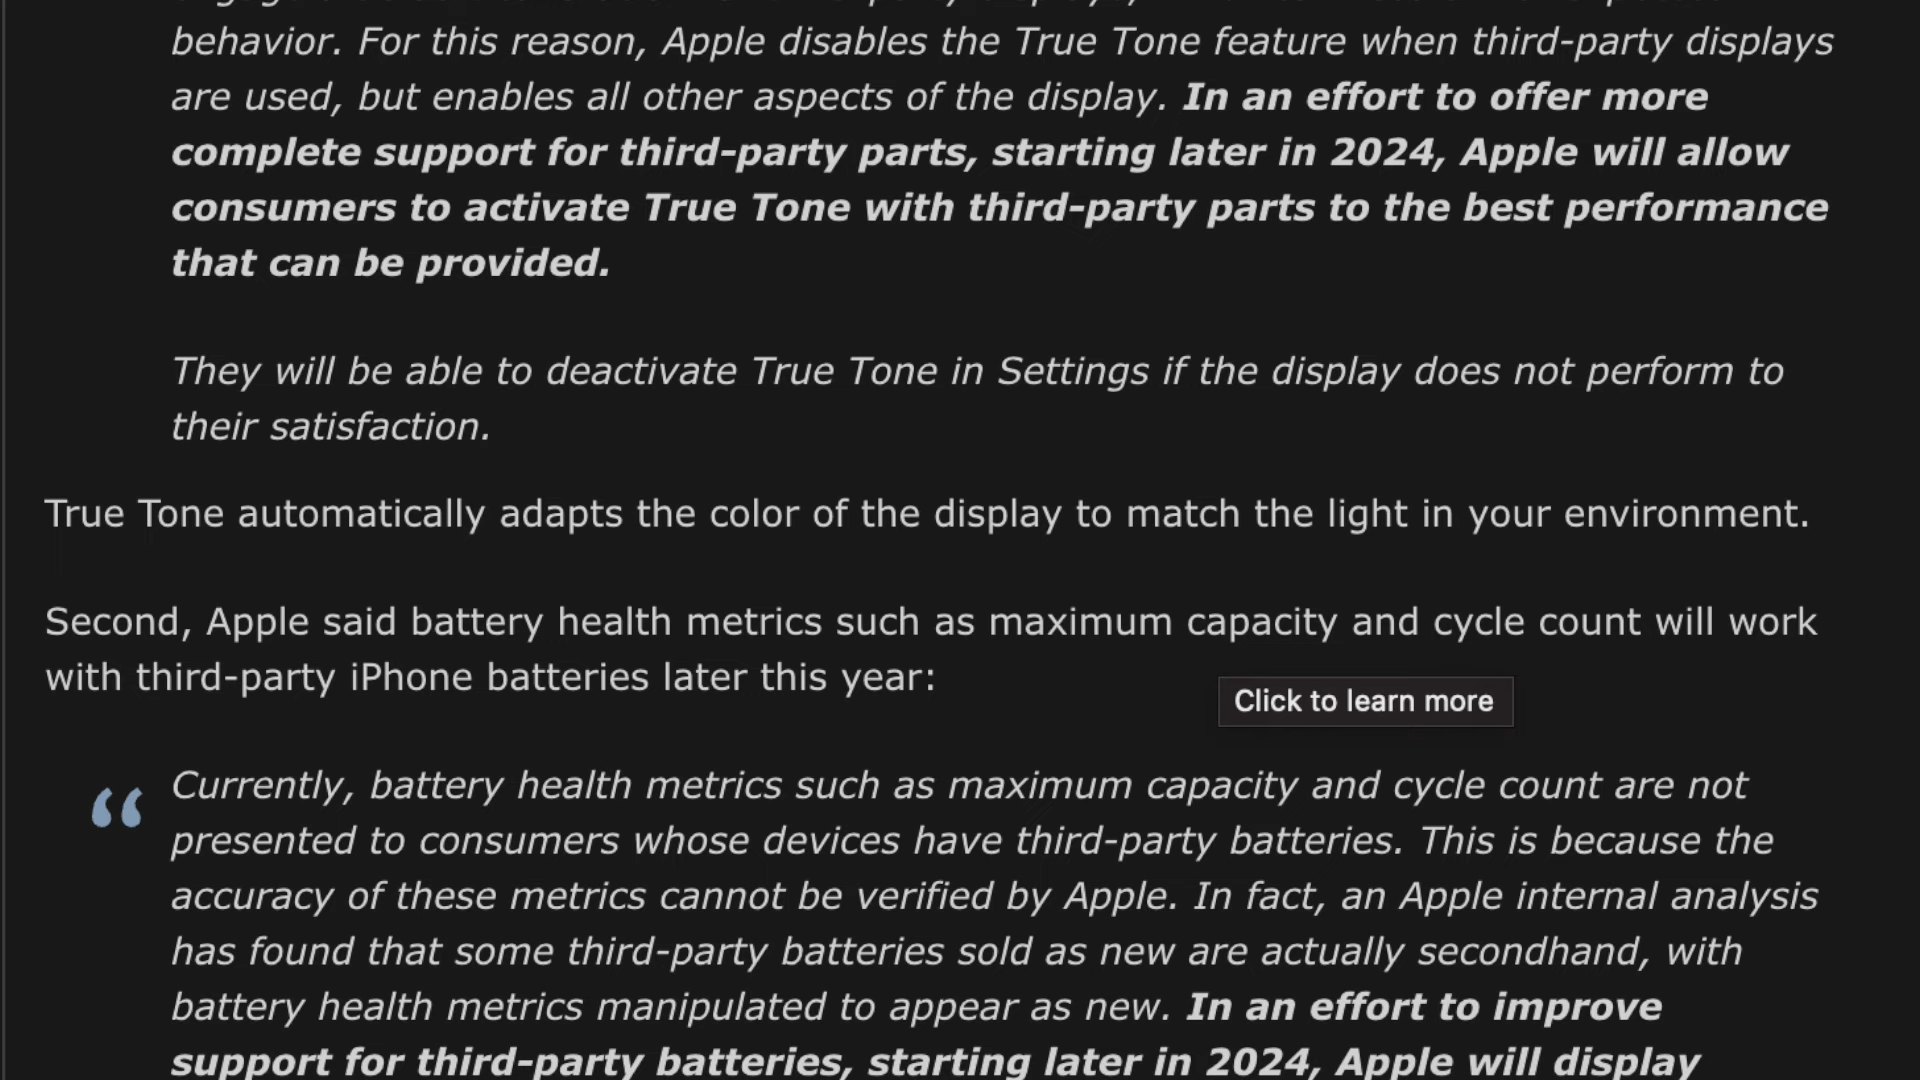 behavior. For this reason, Apple disables the True Tone feature when third-party displays
are used, but enables all other aspects of the display. In an effort to offer more
complete support for third-party parts, starting later in 2024, Apple will allow
consumers to activate True Tone with third-party parts to the best performance
that can be provided.
They will be able to deactivate True Tone in Settings if the display does not perform to
their satisfaction.
True Tone automatically adapts the color of the display to match the light in your environment.
Second, Apple said battery health metrics such as maximum capacity and cycle count will work
with third-party iPhone batteries later this year:
Click to learn more
“ Currently, battery health metrics such as maximum capacity and cycle count are not
presented to consumers whose devices have third-party batteries. This is because the
accuracy of these metrics cannot be verified by Apple. In fact, an Apple internal analysis
has found that some third-party batteries sold as new are actually secondhand, with
battery health metrics manipulated to appear as new. In an effort to improve
support for third-party batteries, starting later in 2024, Apple will display